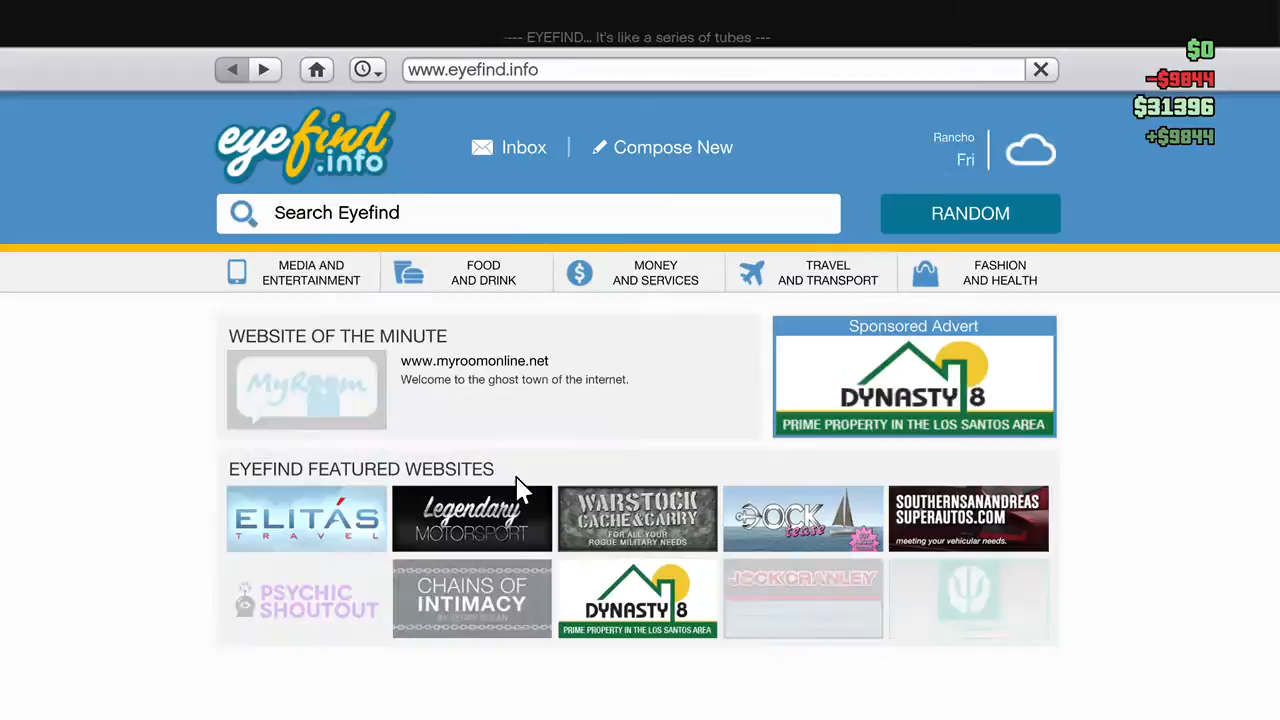 ---- EYEFIND... It's like a series of tubes ---
$0
-$9844
$31396
+$9844
www.eyefind.info
eyefind
.info
Inbox
Compose New
Rancho
Fri
Search Eyefind
RANDOM
MEDIA AND
ENTERTAINMENT
FOOD
AND DRINK
MONEY
AND SERVICES
TRAVEL
AND TRANSPORT
FASHION
AND HEALTH
WEBSITE OF THE MINUTE
MyRoom
www.myroomonline.net
Welcome to the ghost town of the internet.
Sponsored Advert
DYNASTY 8
PRIME PROPERTY IN THE LOS SANTOS AREA
EYEFIND FEATURED WEBSITES
ELITÁS
TRAVEL
Legendary
MOTORSPORT
WARSTOCK
CACHE&CARRY
FOR ALL YOUR
ROGUE MILITARY NEEDS
DOCK
tease
SOUTHERNSANANDREAS
SUPERAUTOS.COM
meeting your vehicular needs.
PSYCHIC
SHOUTOUT
CHAINS OF
INTIMACY
DYNASTY 8
PRIME PROPERTY IN THE LOS SANTOS AREA
JOCK CRANLEY